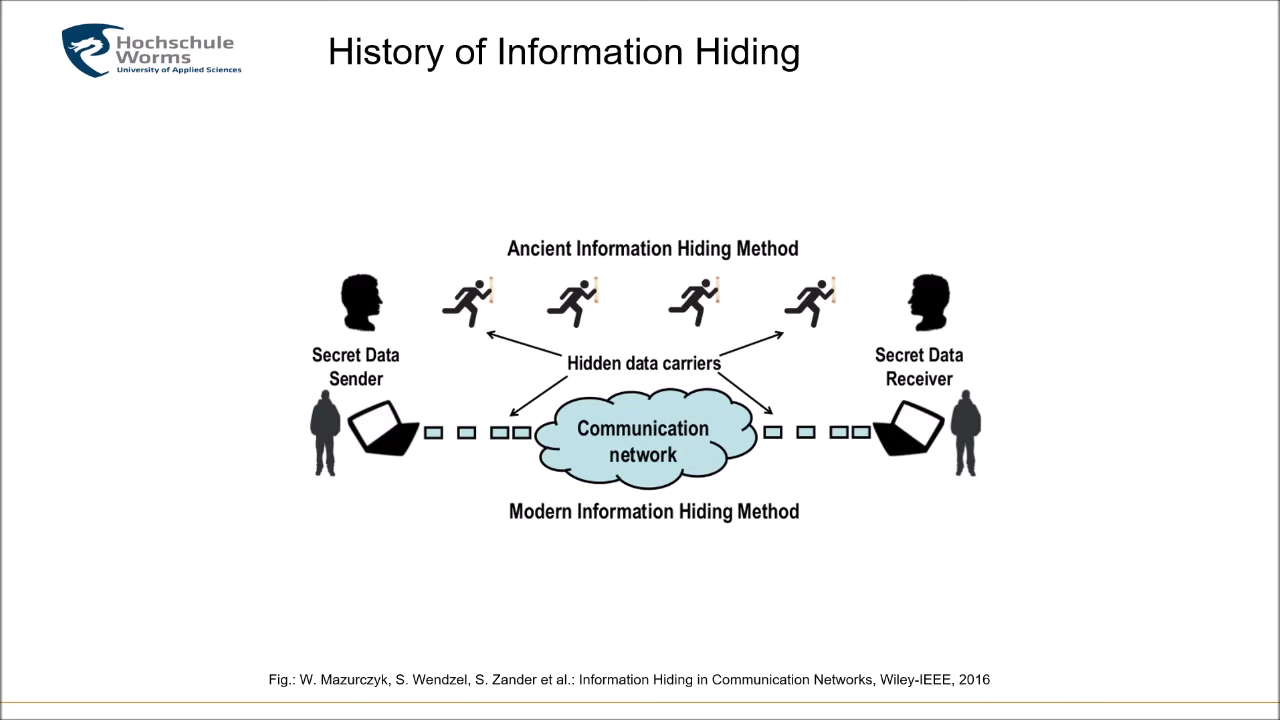 Hochschule
Worms
University of Applied Sciences
History of Information Hiding
Ancient Information Hiding Method
Secret Data
Sender
Hidden data carriers
Secret Data
Receiver
Communication
network
Modern Information Hiding Method
Fig.: W. Mazurczyk, S. Wendzel, S. Zander et al.: Information Hiding in Communication Networks, Wiley-IEEE, 2016